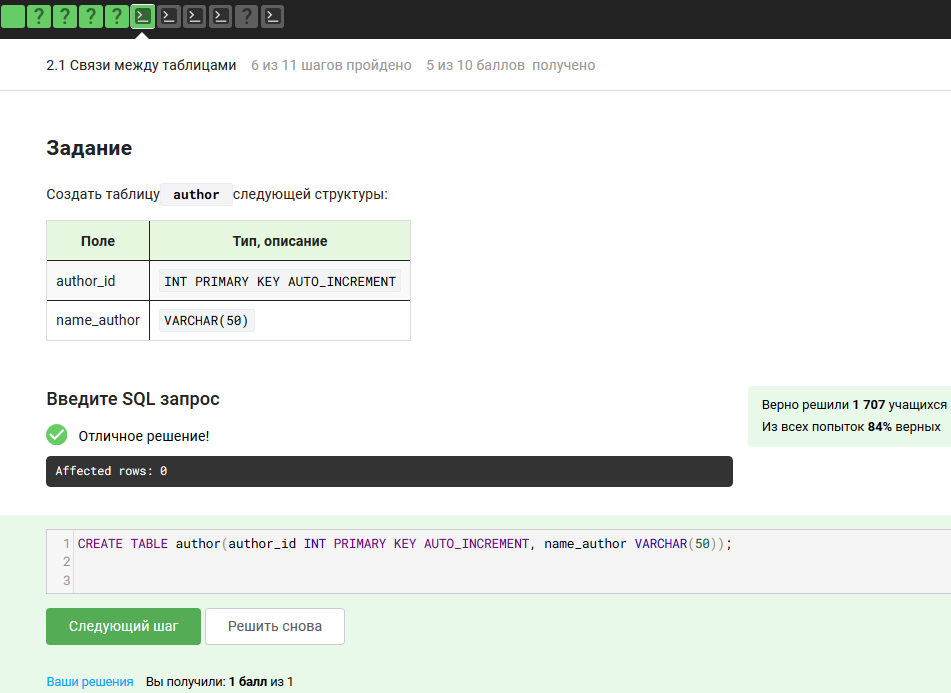 ? ? ? ? >_ >_ >_ >_ ? >_
2.1 Связи между таблицами 6 из 11 шагов пройдено 5 из 10 баллов получено
Задание
Создать таблицу author следующей структуры:
Поле Тип, описание
author_id INT PRIMARY KEY AUTO_INCREMENT
name_author VARCHAR(50)
Введите SQL запрос
Верно решили 1 707 учащихся
Из всех попыток 84% верных
Отличное решение!
Affected rows: 0
1 CREATE TABLE author(author_id INT PRIMARY KEY AUTO_INCREMENT, name_author VARCHAR(50));
2
3
Следующий шаг Решить снова
Ваши решения Вы получили: 1 балл из 1